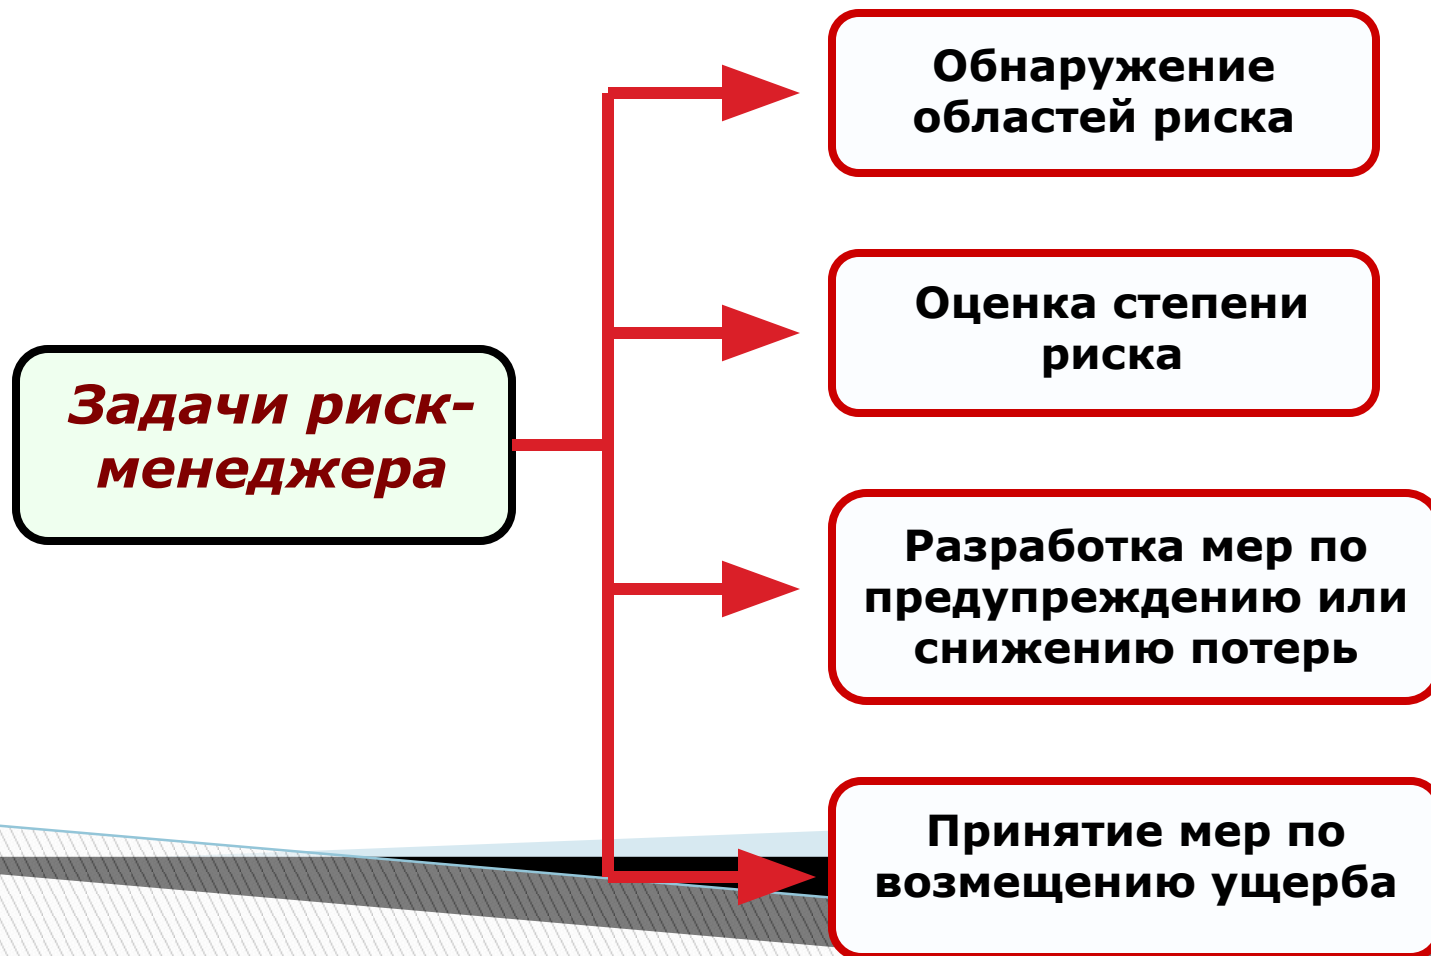 Обнаружение
областей риска
Оценка степени
риска
Задачи риск–
менеджера
Разработка мер по
предупреждению или
снижению потерь
Принятие мер по
возмещению ущерба